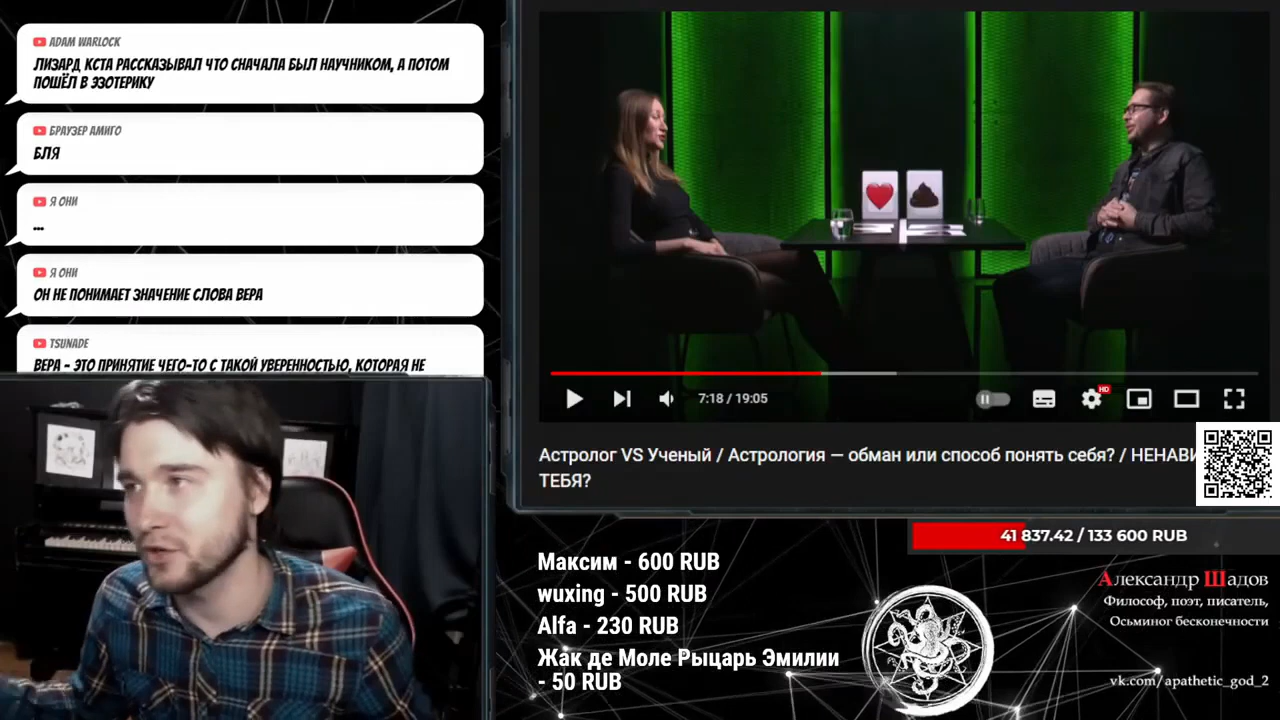 ADAM WARLOCK
ЛИЗАРД КСТА РАССКАЗЫВАЛ ЧТО СНАЧАЛА БЫЛ НАУЧНИКОМ, А ПОТОМ
ПОШЁЛ В ЭЗОТЕРИКУ
БРАУЗЕР АМИГО
БЛЯ
Я ОНИ
...
Я ОНИ
ОН НЕ ПОНИМАЕТ ЗНАЧЕНИЕ СЛОВА ВЕРА
TSUNADE
ВЕРА - ЭТО ПРИНЯТИЕ ЧЕГО-ТО С ТАКОЙ УВЕРЕННОСТЬЮ, КОТОРАЯ НЕ
7:18 / 19:05
HD
Астролог VS Ученый / Астрология — обман или способ понять себя? / НЕНАВИ
ТЕБЯ?
41 837.42 / 133 600 RUB
Максим - 600 RUB
wuxing - 500 RUB
Alfa - 230 RUB
Жак де Моле Рыцарь Эмилии
- 50 RUB
Александр Шадов
Философ, поэт, писатель,
Осьминог бесконечности
vk.com/apathetic_god_2